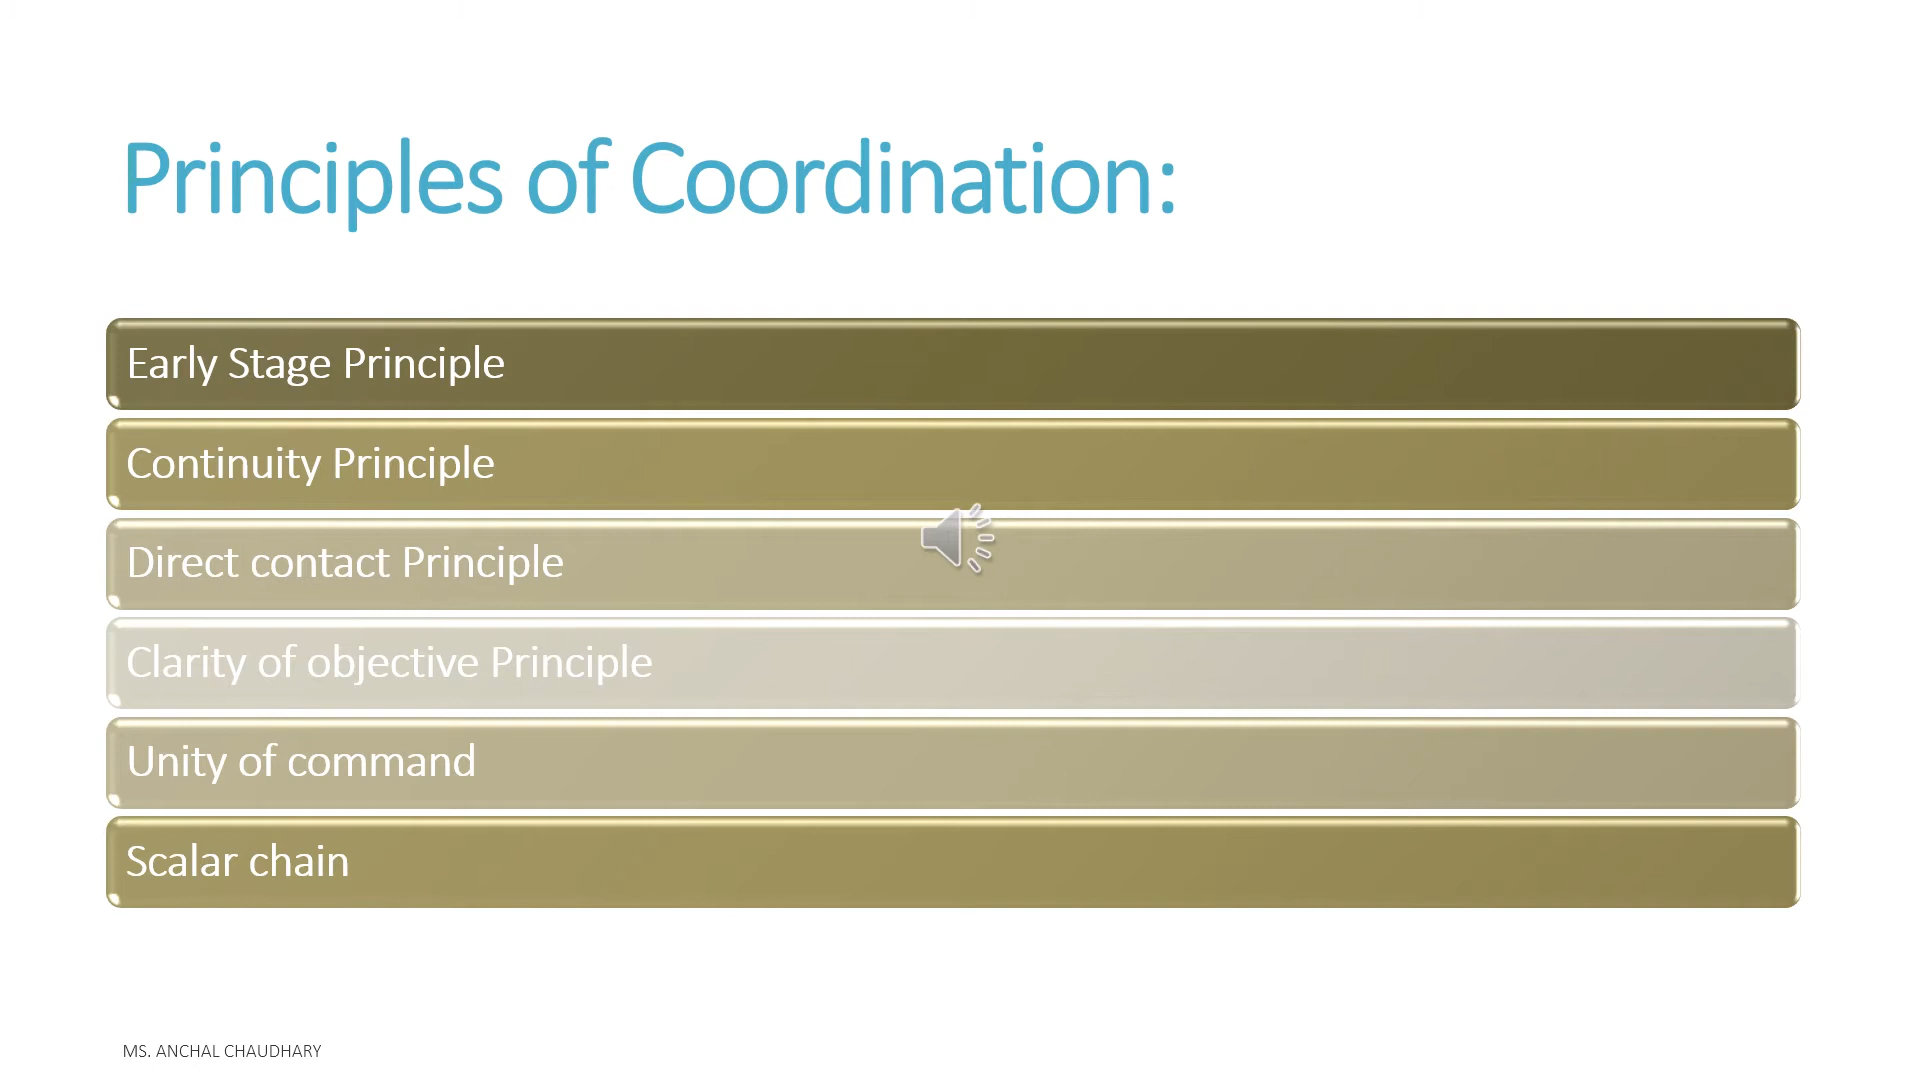 Principles of Coordination:
Early Stage Principle
Continuity Principle
Direct contact Principle
Clarity of objective Principle
Unity of command
Scalar chain
MS. ANCHAL CHAUDHARY